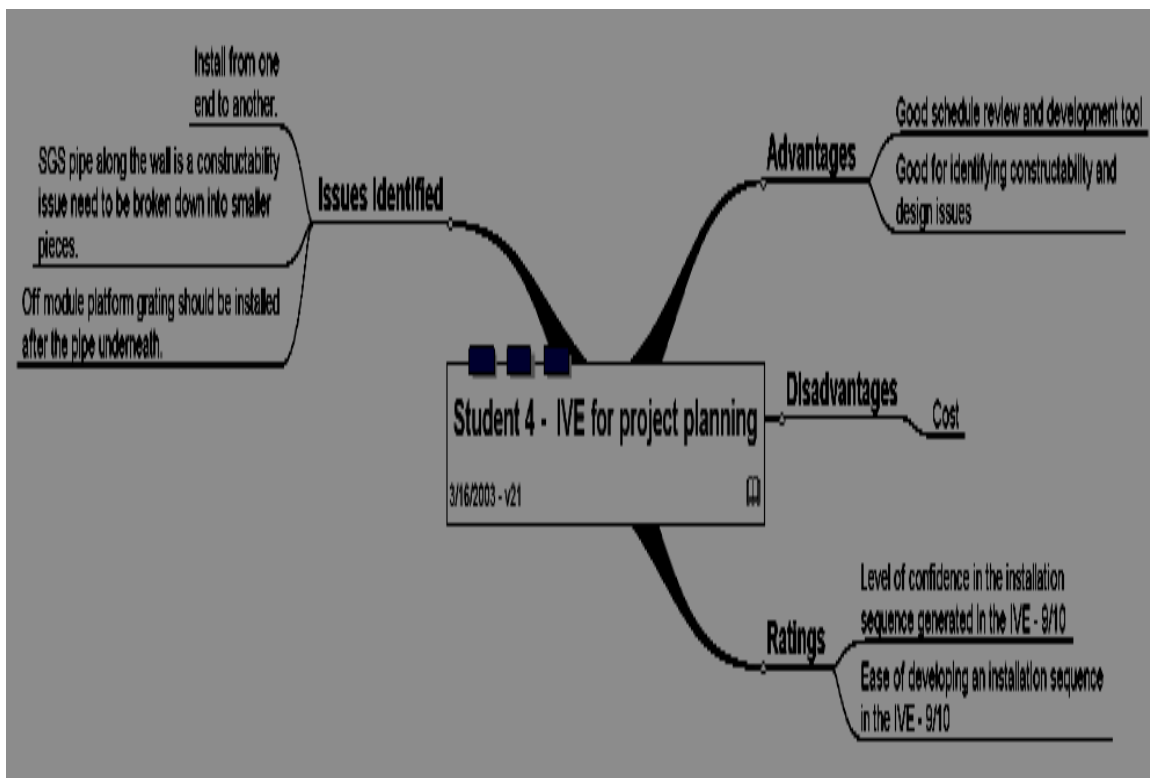 Install from one
end to another.
SGS pipe along the wall is a constructability
issue need to be broken down into smaller
pieces.
Off module platform grating should be installed
after the pipe underneath.
Issues Identified
Student 4 - IVE for project planning
3/16/2003 - v21
Advantages
Good schedule review and development tool
Good for identifying constructability and
design issues
Disadvantages
Cost
Ratings
Level of confidence in the installation
sequence generated in the IVE - 9/10
Ease of developing an installation sequence
in the IVE - 9/10